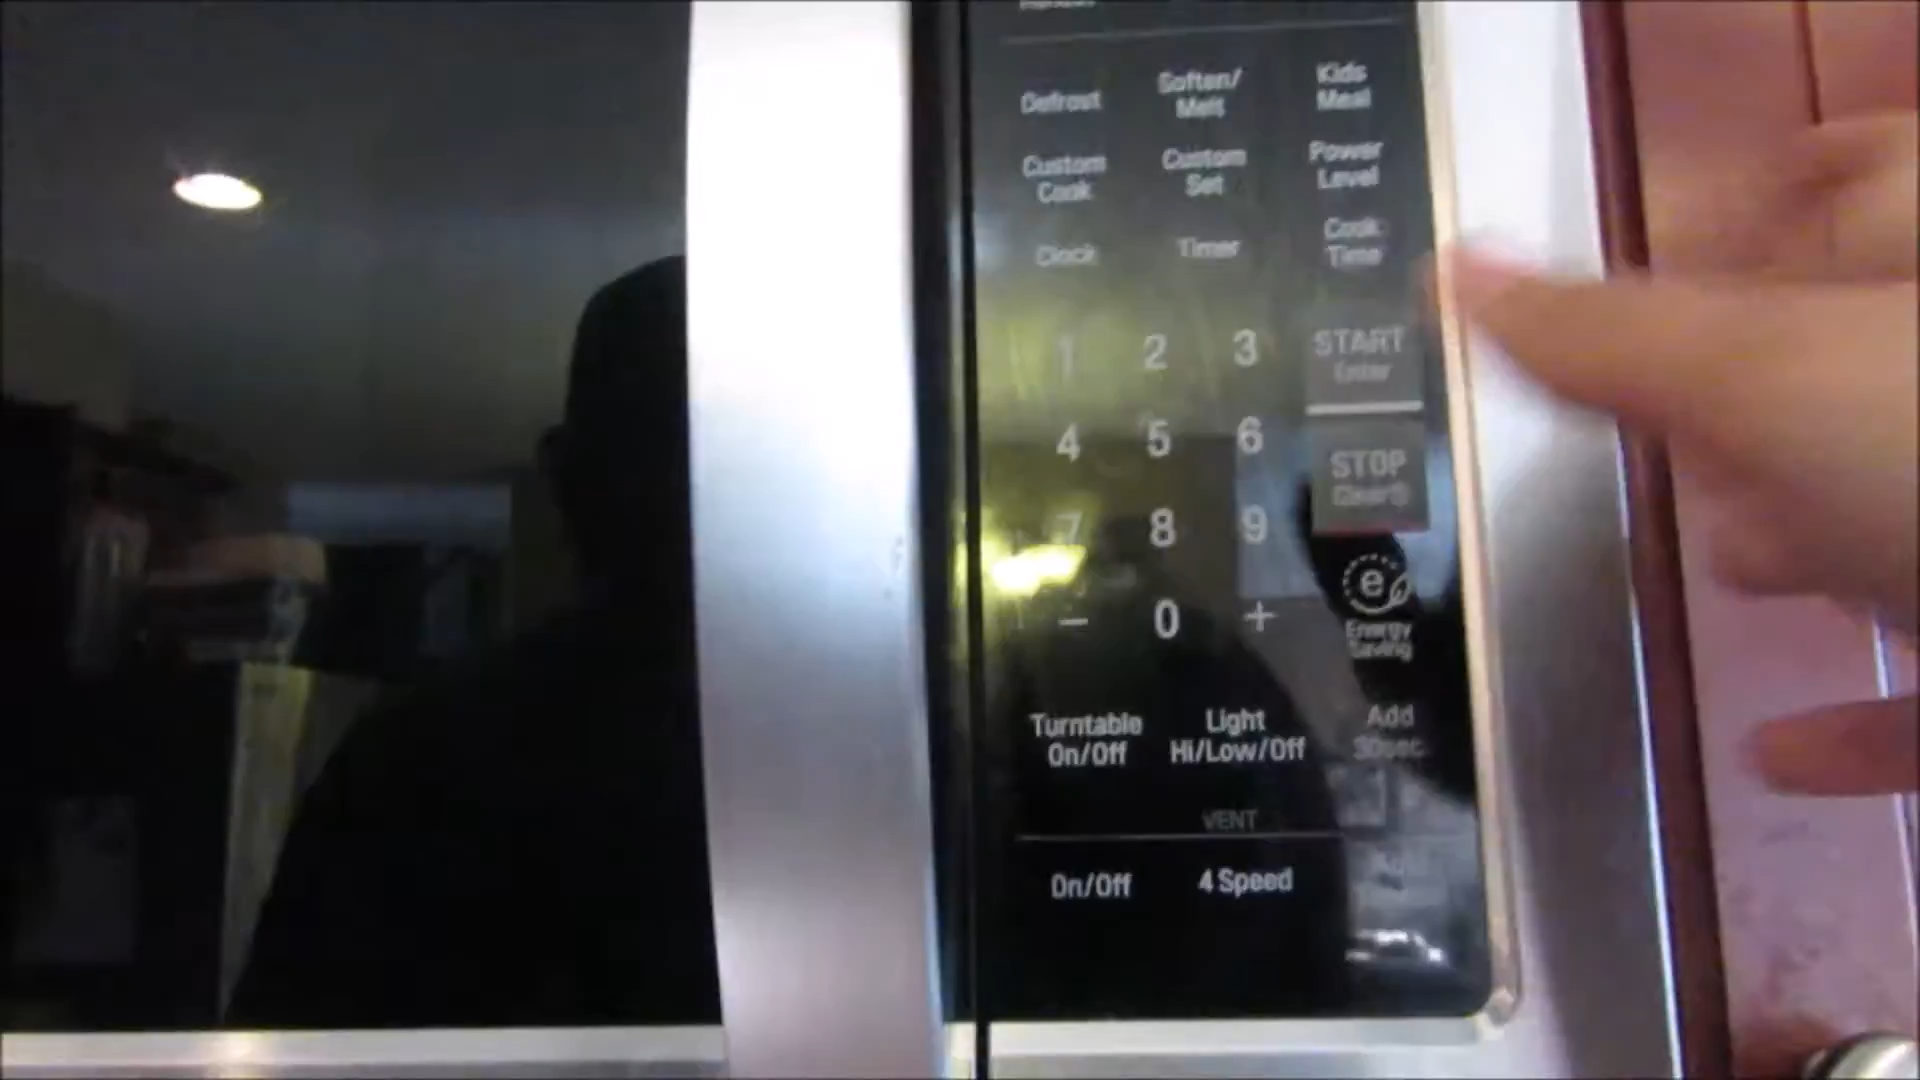 Defrost
Soften/
Melt
Kids
Meal
Custom
Cook
Custom
Set
Power
Level
Clock
Timer
Cook
Time
1 2 3
START
Enter
4 5 6
STOP
Clear
7 8 9
e
Energy
Saving
− 0 +
Turntable
On/Off
Light
Hi/Low/Off
Add
30sec.
VENT
On/Off
4 Speed